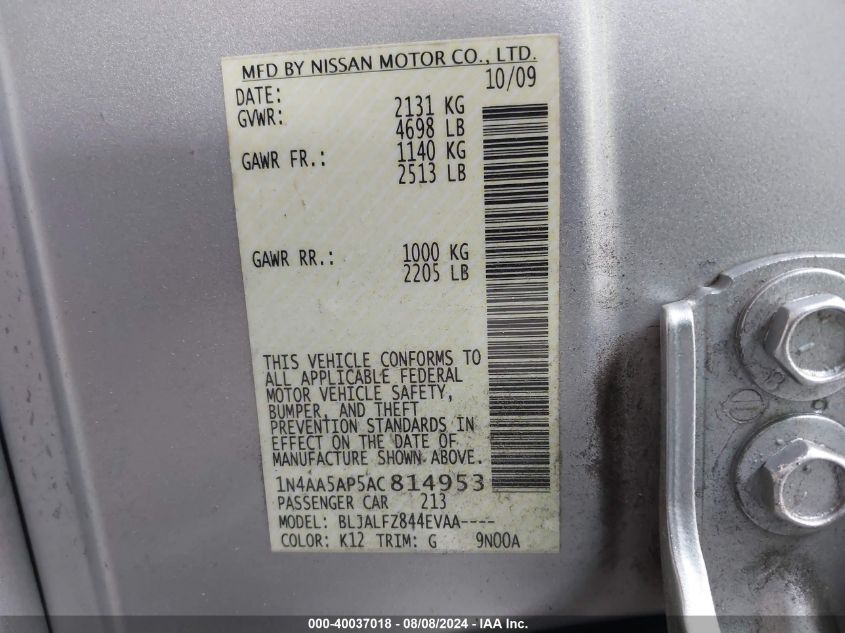 MFD BY NISSAN MOTOR CO., LTD.
DATE: 10/09
GVWR: 2131 KG
4698 LB
GAWR FR.: 1140 KG
2513 LB
GAWR RR.: 1000 KG
2205 LB
THIS VEHICLE CONFORMS TO
ALL APPLICABLE FEDERAL
MOTOR VEHICLE SAFETY,
BUMPER, AND THEFT
PREVENTION STANDARDS IN
EFFECT ON THE DATE OF
MANUFACTURE SHOWN ABOVE.
1N4AA5AP5AC814953
PASSENGER CAR 213
MODEL: BLJALFZ844EVAA----
COLOR: K12 TRIM: G 9N00A
000-40037018 - 08/08/2024 - IAA Inc.